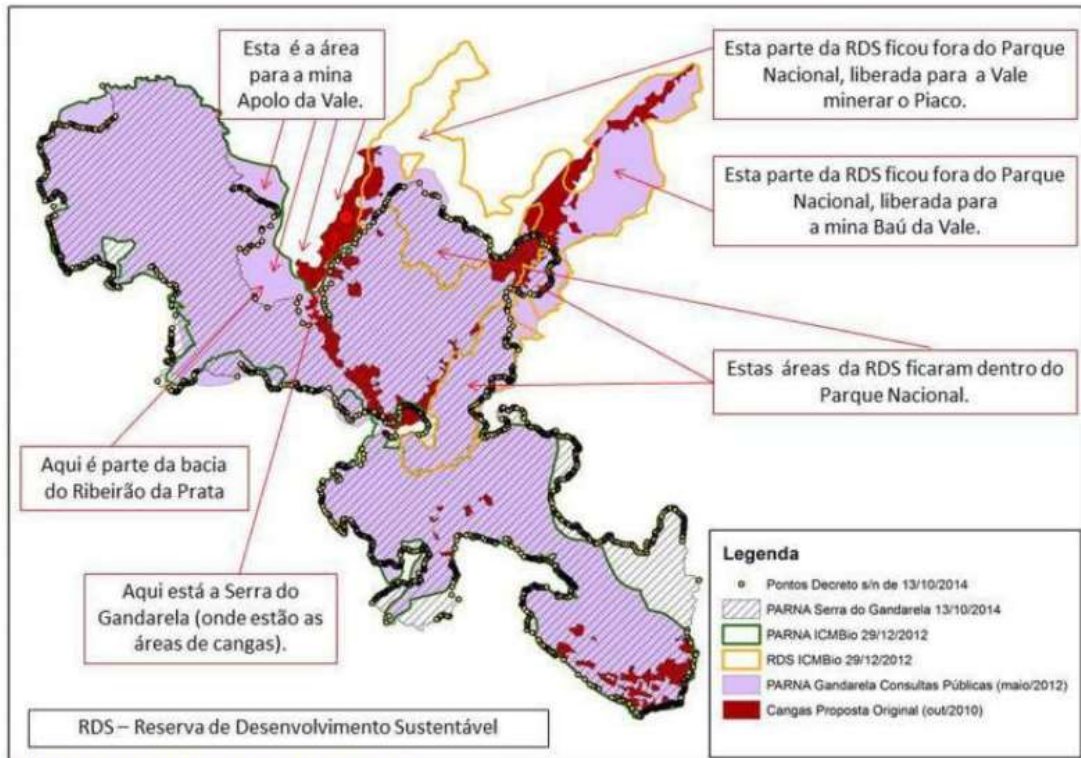 Esta é a área
para a mina
Apolo da Vale.
Esta parte da RDS ficou fora do Parque
Nacional, liberada para a Vale
minerar o Piaco.
Esta parte da RDS ficou fora do Parque
Nacional, liberada para
a mina Baú da Vale.
Estas áreas da RDS ficaram dentro do
Parque Nacional.
Aqui é parte da bacia
do Ribeirão da Prata
Aqui está a Serra do
Gandarela (onde estão as
áreas de cangas).
RDS – Reserva de Desenvolvimento Sustentável
Legenda
Pontos Decreto s/n de 13/10/2014
PARNA Serra do Gandarela 13/10/2014
PARNA ICMBio 29/12/2012
RDS ICMBio 29/12/2012
PARNA Gandarela Consultas Públicas (maio/2012)
Cangas Proposta Original (out/2010)